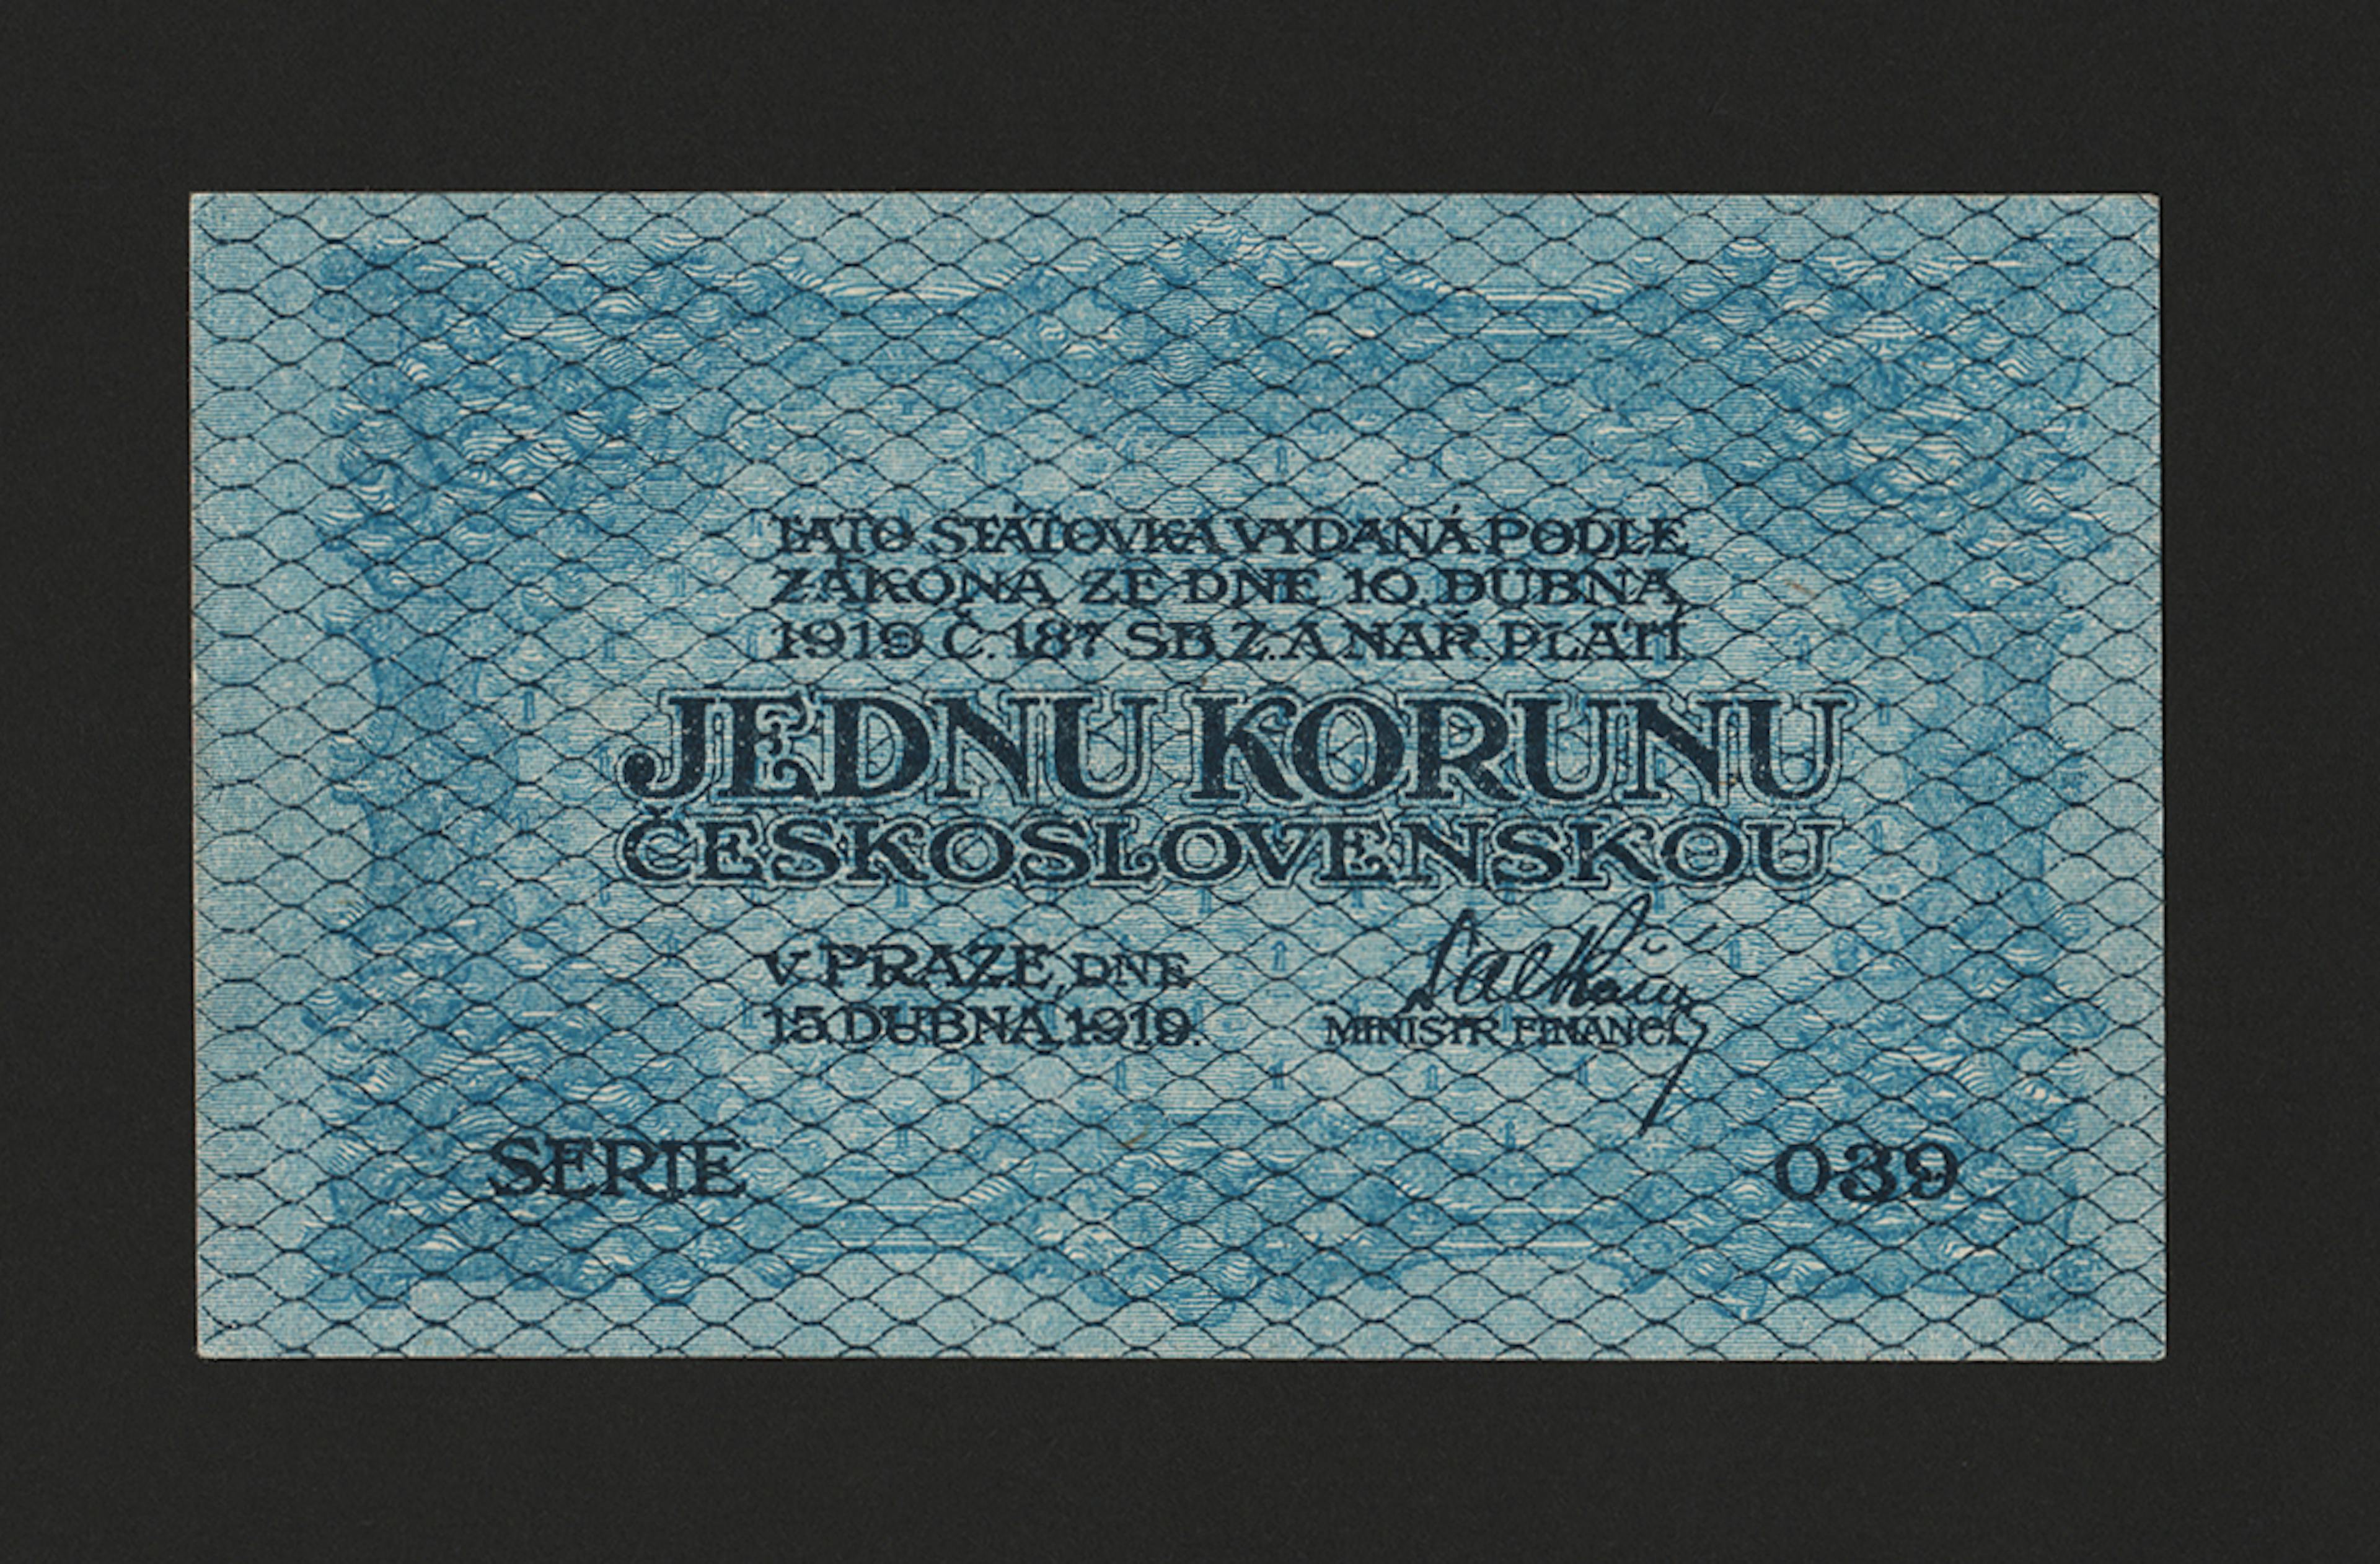 TATO STÁTOVKA VYDANÁ PODLE
ZÁKONA ZE DNE 10. DUBNA
1919 Č. 187 SB. Z. A NAŘ. PLATÍ
JEDNU KORUNU
ČESKOSLOVENSKOU
V PRAZE, DNE
15. DUBNA 1919.
MINISTR FINANCÍ
SERIE
039